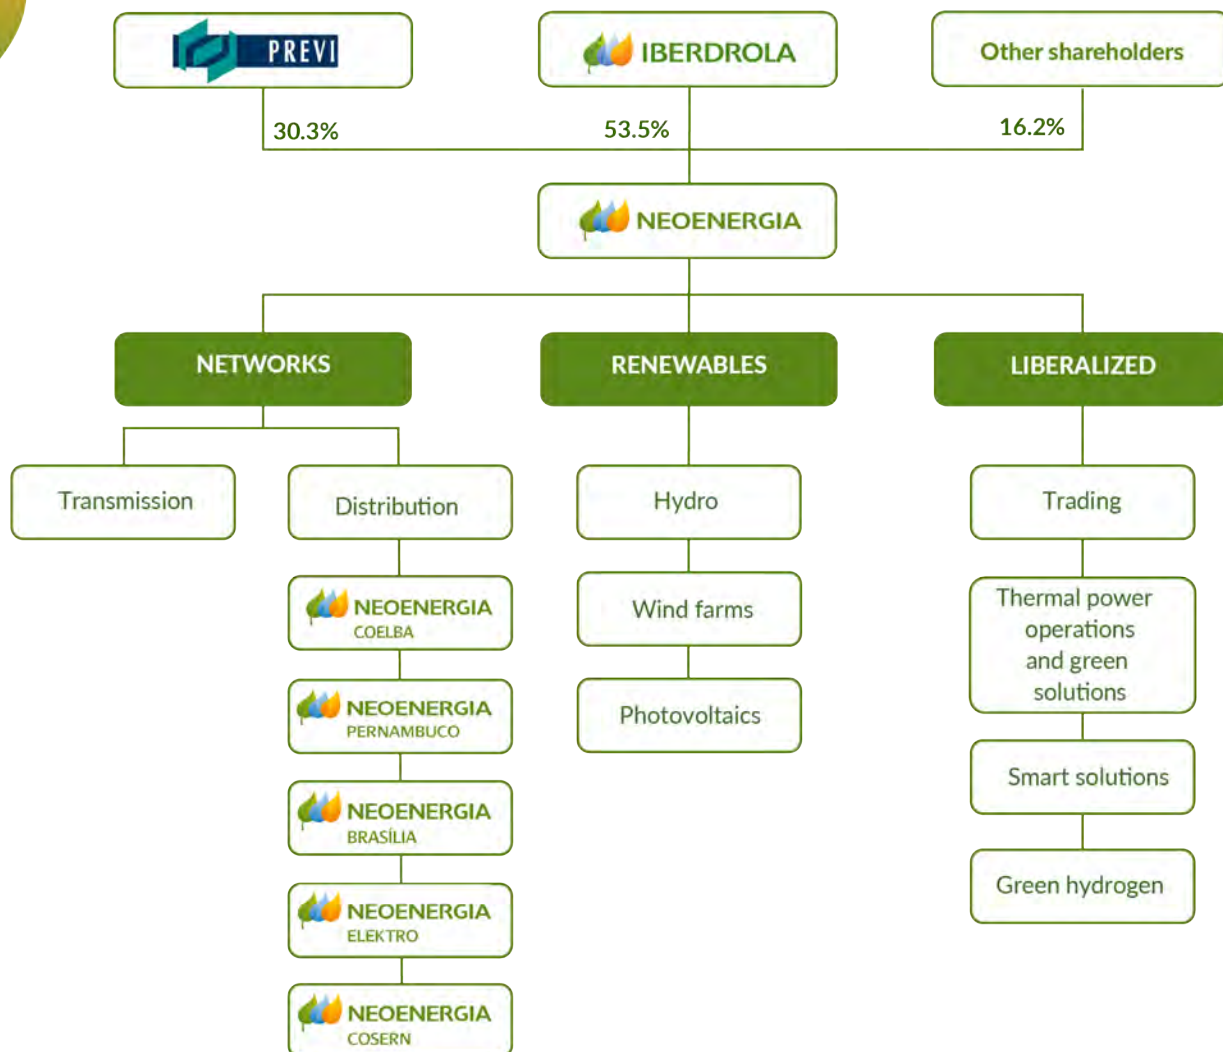 PREVI
IBERDROLA
Other shareholders
30.3%
53.5%
16.2%
NEOENERGIA
NETWORKS
RENEWABLES
LIBERALIZED
Transmission
Distribution
NEOENERGIA
COELBA
NEOENERGIA
PERNAMBUCO
NEOENERGIA
BRASÍLIA
NEOENERGIA
ELEKTRO
NEOENERGIA
COSERN
Hydro
Wind farms
Photovoltaics
Trading
Thermal power
operations
and green
solutions
Smart solutions
Green hydrogen